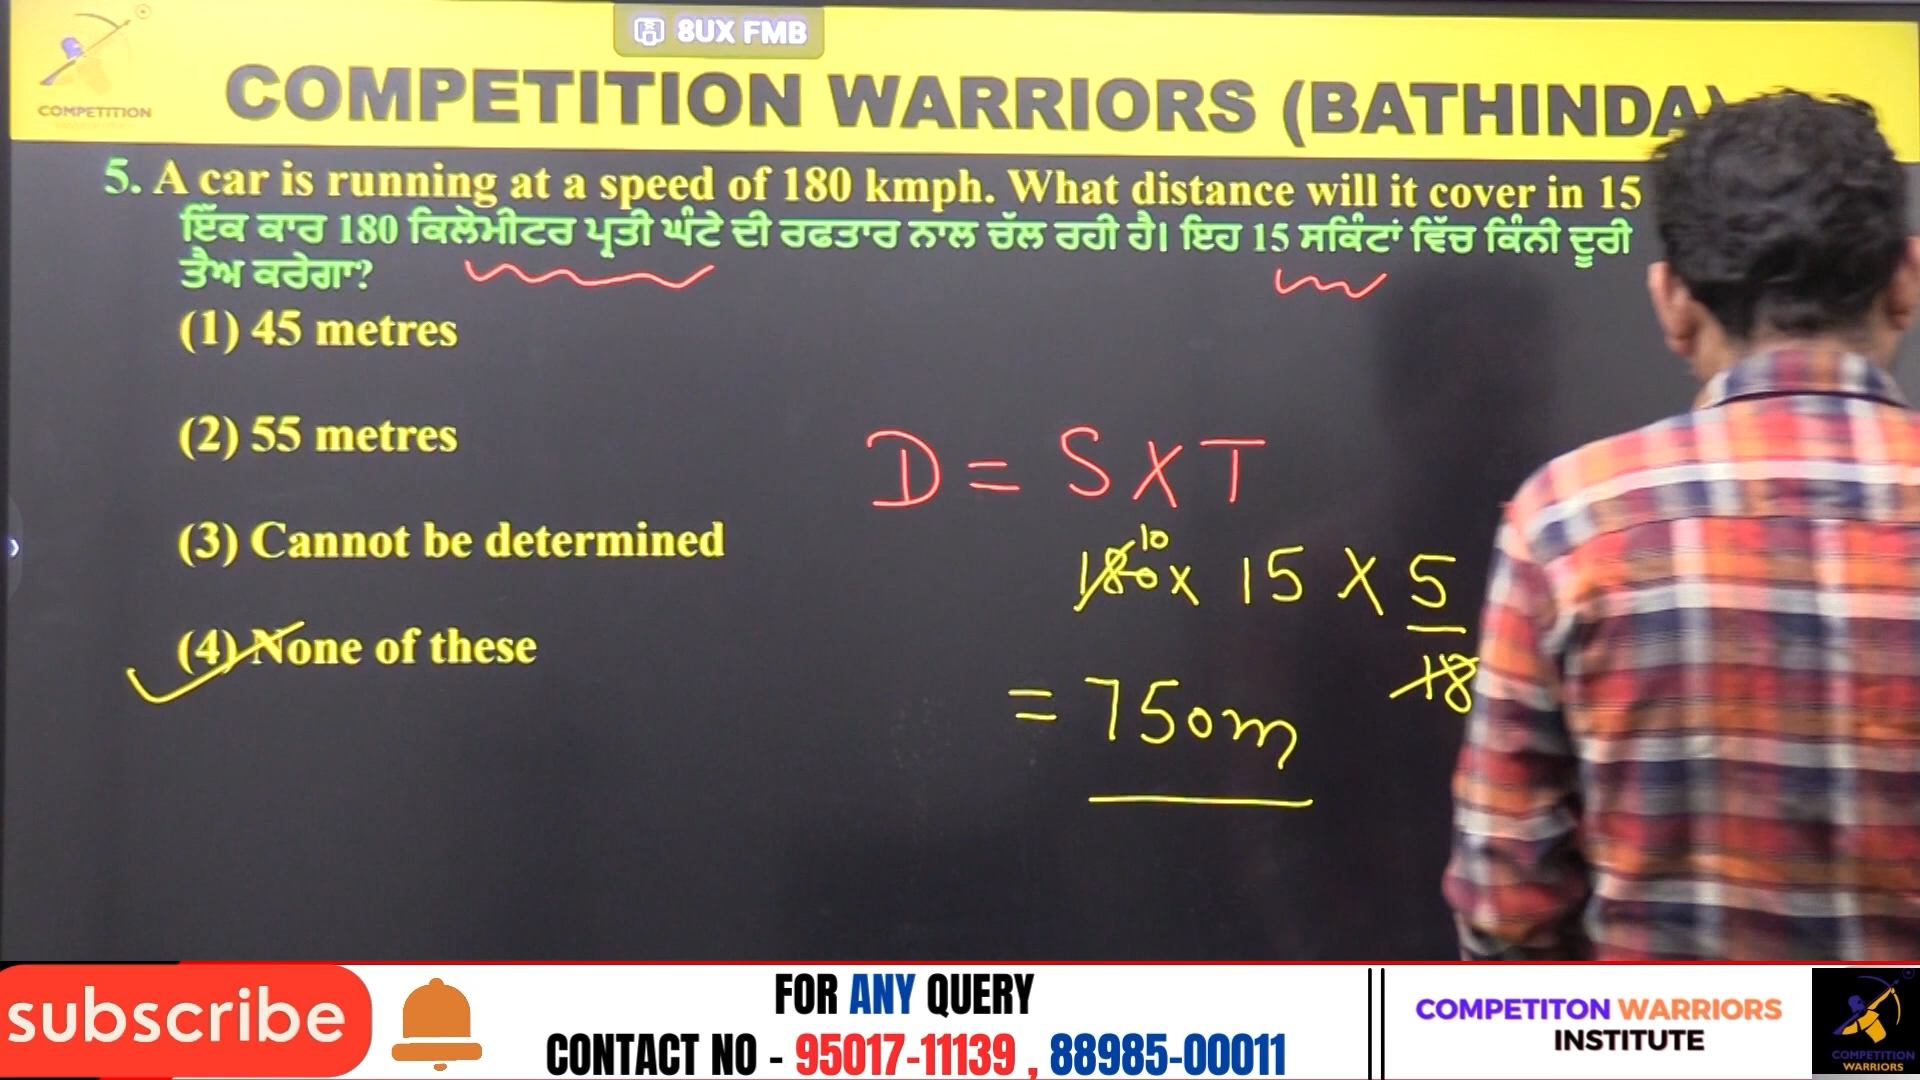 8UX FMB
COMPETITION
COMPETITION WARRIORS (BATHINDA)
5. A car is running at a speed of 180 kmph. What distance will it cover in 15
ਇੱਕ ਕਾਰ 180 ਕਿਲੋਮੀਟਰ ਪ੍ਰਤੀ ਘੰਟੇ ਦੀ ਰਫਤਾਰ ਨਾਲ ਚੱਲ ਰਹੀ ਹੈ। ਇਹ 15 ਸਕਿੰਟਾਂ ਵਿੱਚ ਕਿੰਨੀ ਦੂਰੀ
ਤੈਅ ਕਰੇਗਾ?
(1) 45 metres
(2) 55 metres
(3) Cannot be determined
(4) None of these
D = S X T
10
180 x 15 X 5
18
= 750m
subscribe
FOR ANY QUERY
CONTACT NO - 95017-11139 , 88985-00011
COMPETITON WARRIORS
INSTITUTE
COMPETITION
WARRIORS